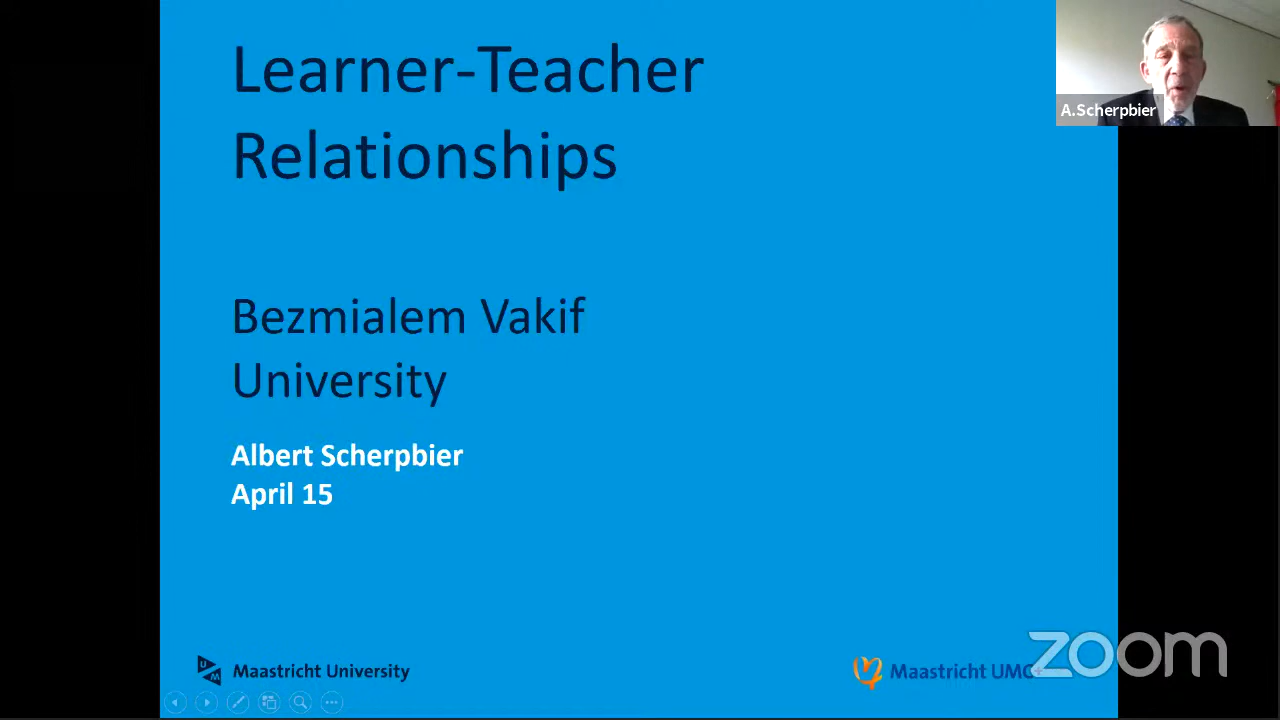 Learner-Teacher
Relationships
A.Scherpbier
Bezmialem Vakif
University
Albert Scherpbier
April 15
Maastricht University
Maastricht UMC+
zoom